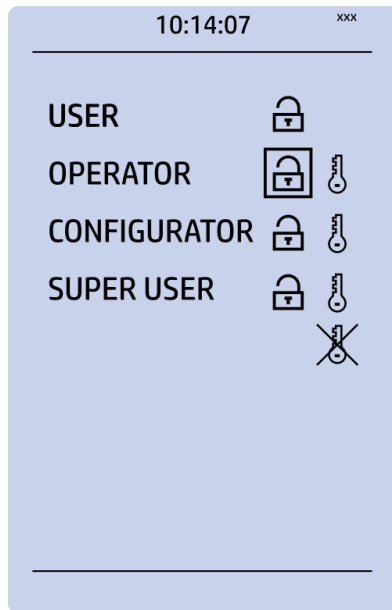 10:14:07 xxx
USER
OPERATOR
CONFIGURATOR
SUPER USER